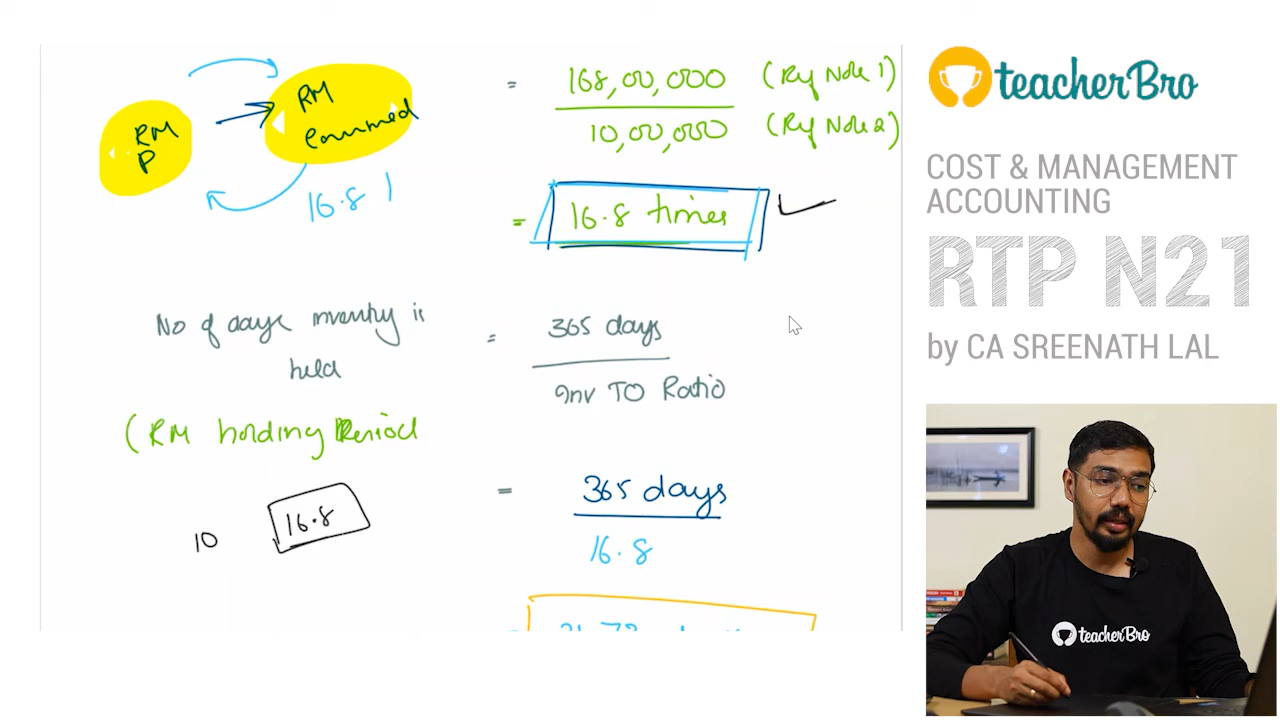 RM
P
RM
Consumed
16.8
= 168,00,000 (Ref Note 1)
10,00,000 (Ref Note 2)
= 16.8 times
No of days inventory is
held
= 365 days
Inv TO Ratio
(RM holding Period
= 365 days
16.8
10
16.8
=
teacherBro
COST & MANAGEMENT
ACCOUNTING
RTP N21
by CA SREENATH LAL
teacherBro